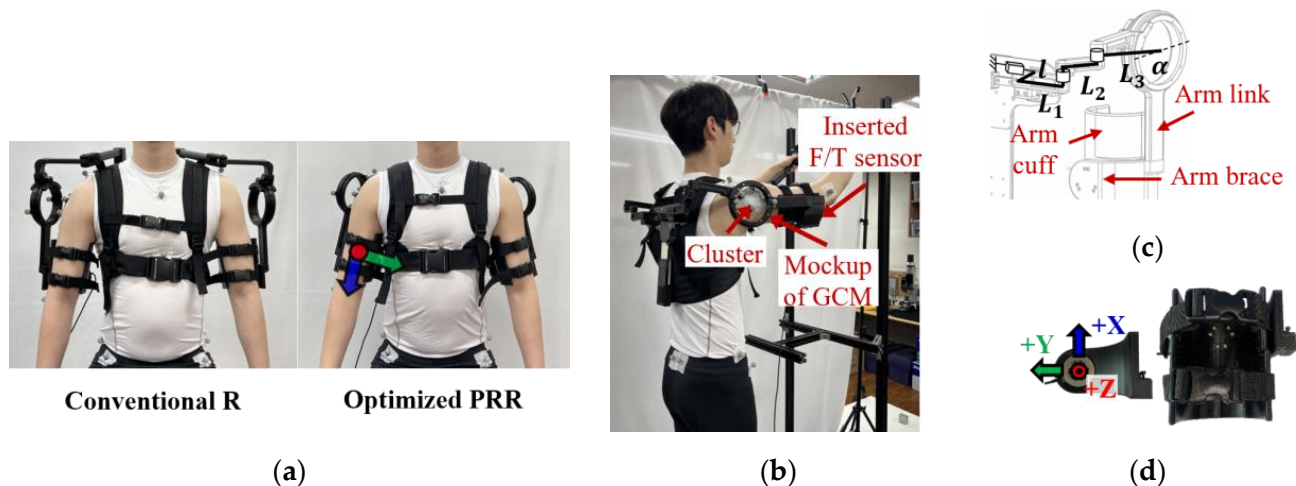 Conventional R
Optimized PRR
(a)
Inserted
F/T sensor
Cluster
Mockup
of GCM
(b)
l
L₁
L₂
L₃
α
Arm link
Arm
cuff
Arm brace
(c)
+X
+Y
+Z
(d)